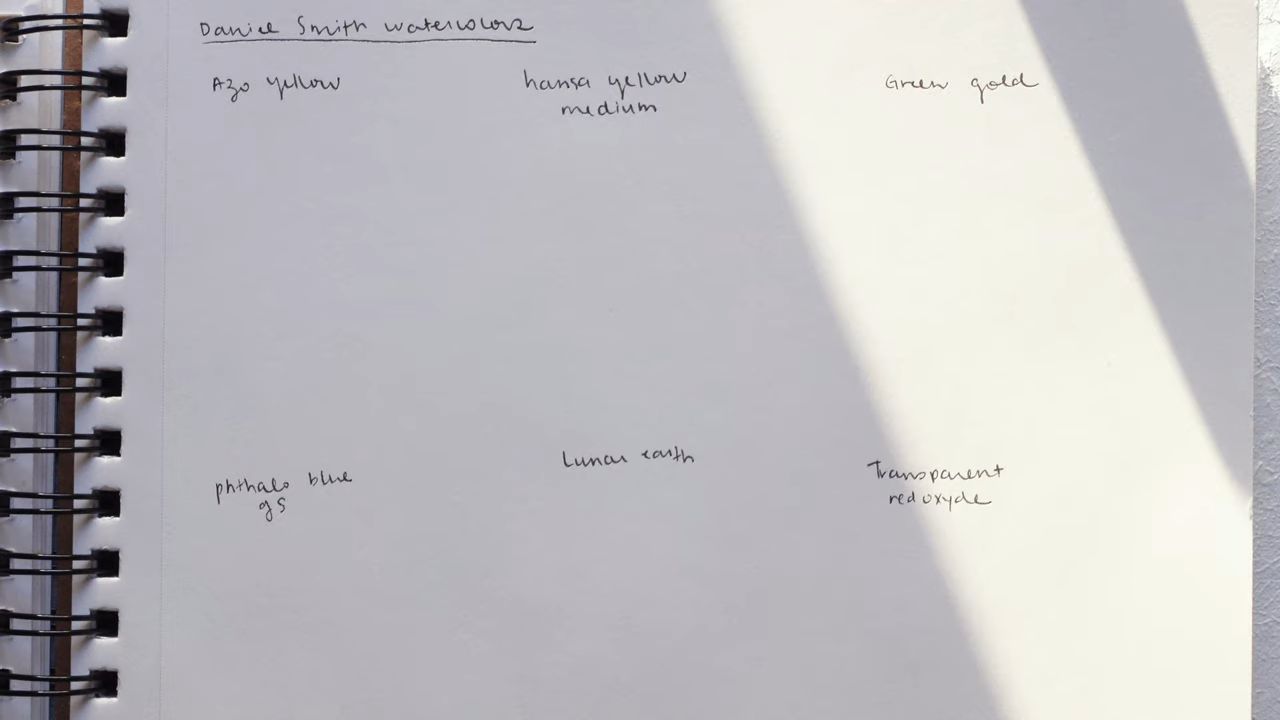 Daniel Smith watercolors
Azo yellow
hansa yellow
medium
Green gold
phthalo blue
gs
Lunar earth
Transparent
red oxyde